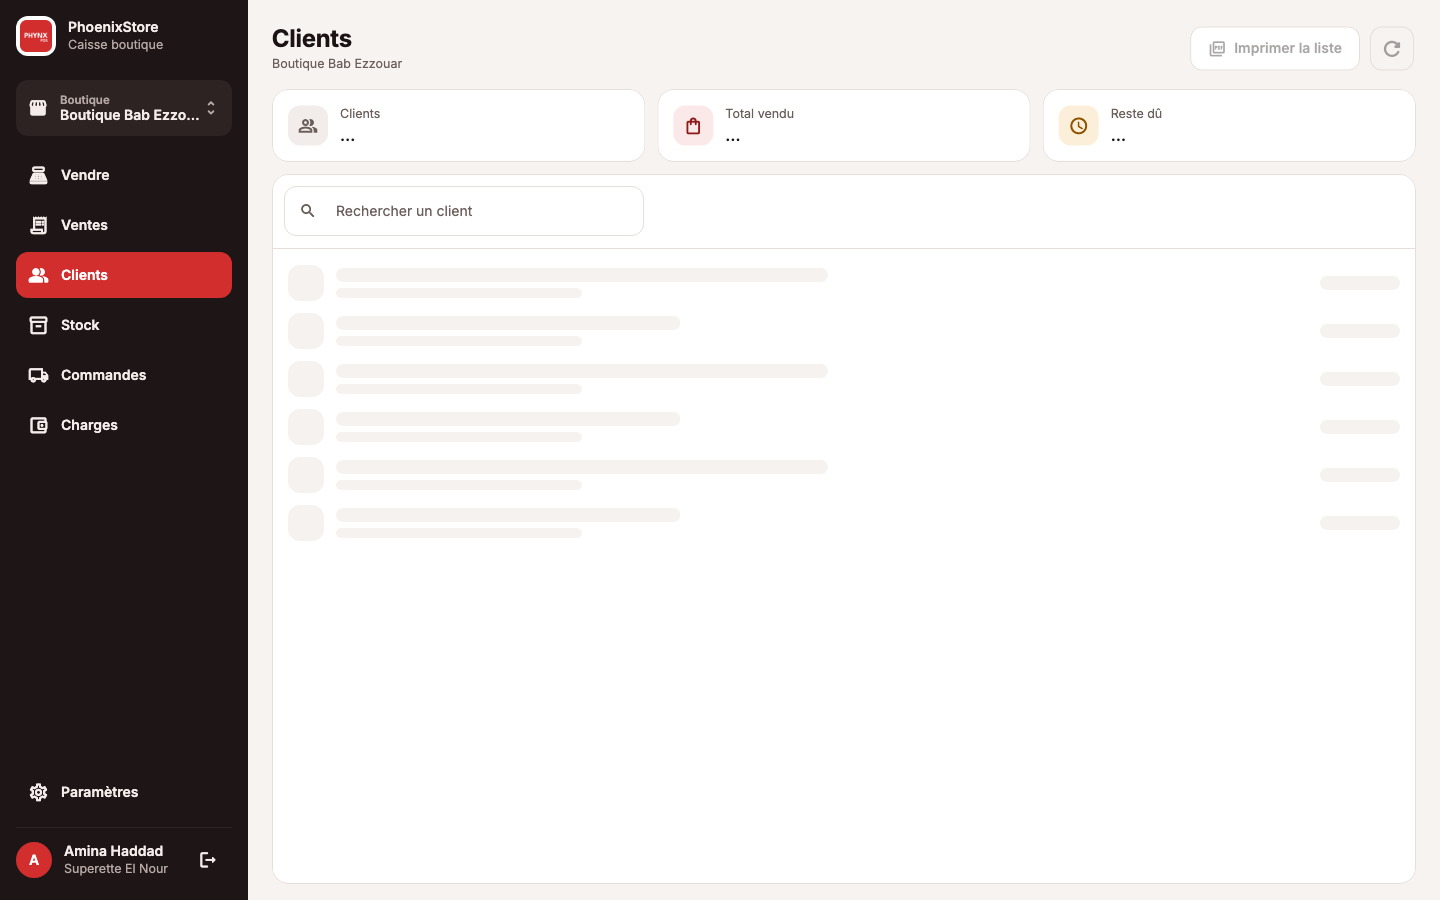 PHYNX
PhoenixStore
Caisse boutique
Boutique
Boutique Bab Ezzo...
Vendre
Ventes
Clients
Stock
Commandes
Charges
Paramètres
A
Amina Haddad
Superette El Nour
Clients
Boutique Bab Ezzouar
Imprimer la liste
Clients
...
Total vendu
...
Reste dû
...
Rechercher un client